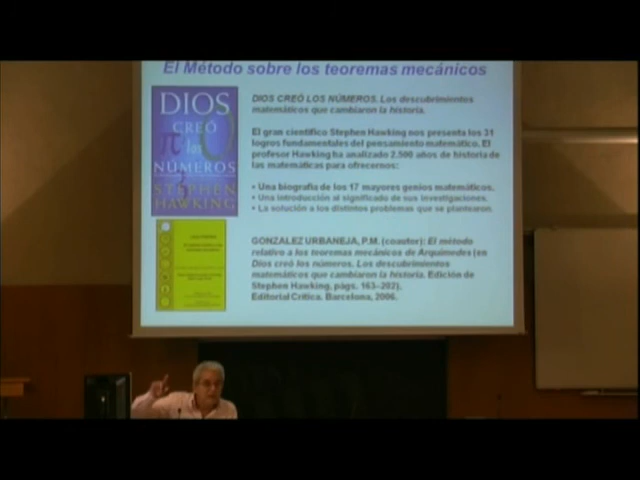 El Método sobre los teoremas mecánicos
DIOS
CREÓ
los
NÚMEROS
STEPHEN
HAWKING
DIOS CREÓ LOS NÚMEROS. Los descubrimientos
matemáticos que cambiaron la historia.
El gran científico Stephen Hawking nos presenta los 31
logros fundamentales del pensamiento matemático. El
profesor Hawking ha analizado 2.500 años de historia de
las matemáticas para ofrecernos:
• Una biografía de los 17 mayores genios matemáticos.
• Una introducción al significado de sus investigaciones.
• La solución a los distintos problemas que se plantearon.
GONZALEZ URBANEJA, P.M. (coautor): El método
relativo a los teoremas mecánicos de Arquímedes (en
Dios creó los números. Los descubrimientos
matemáticos que cambiaron la historia. Edición de
Stephen Hawking, págs. 163–202).
Editorial Crítica. Barcelona, 2006.